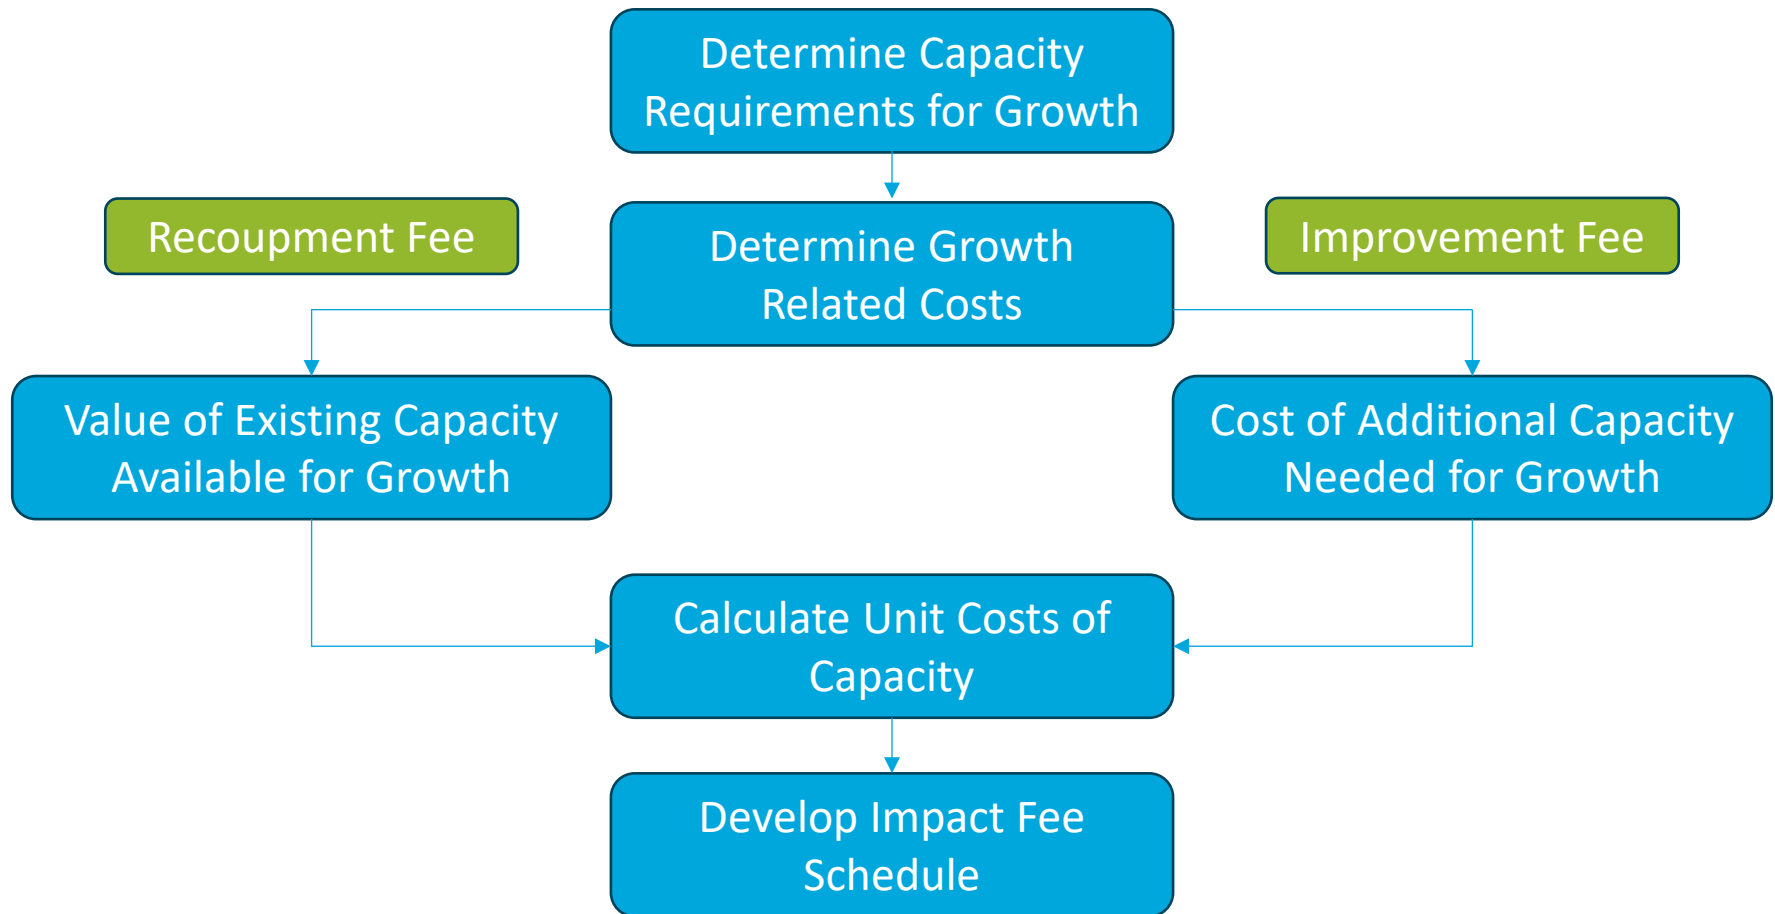 Determine Capacity
Requirements for Growth
Recoupment Fee
Determine Growth
Related Costs
Improvement Fee
Value of Existing Capacity
Available for Growth
Cost of Additional Capacity
Needed for Growth
Calculate Unit Costs of
Capacity
Develop Impact Fee
Schedule